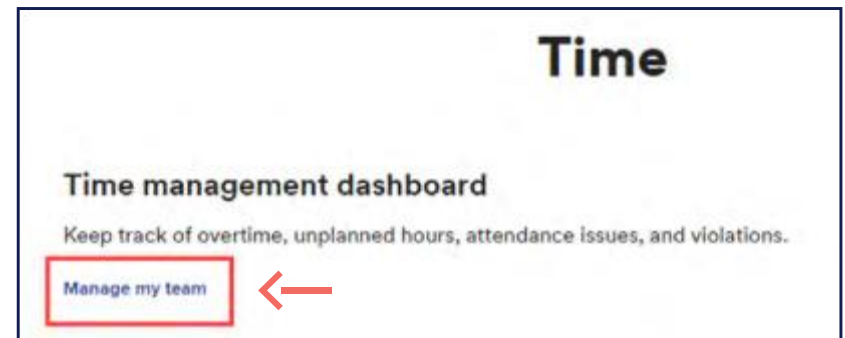 Time
Time management dashboard
Keep track of overtime, unplanned hours, attendance issues, and violations.
Manage my team